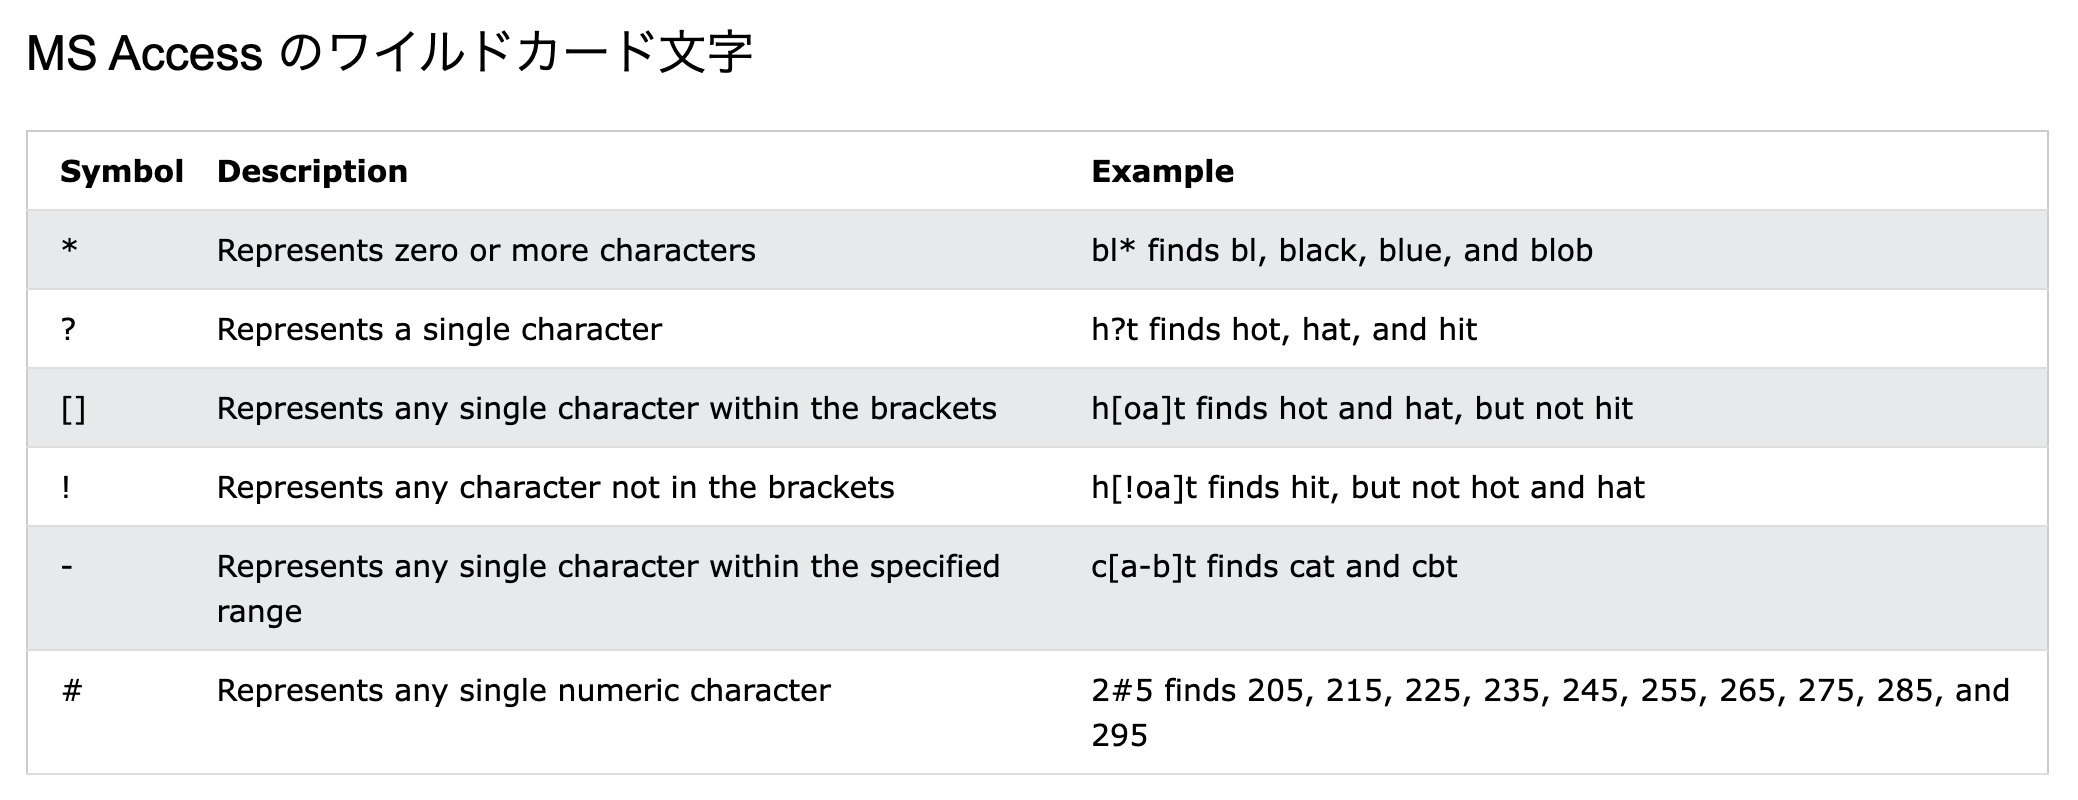 MS Access のワイルドカード文字
Symbol Description Example
* Represents zero or more characters bl* finds bl, black, blue, and blob
? Represents a single character h?t finds hot, hat, and hit
[] Represents any single character within the brackets h[oa]t finds hot and hat, but not hit
! Represents any character not in the brackets h[!oa]t finds hit, but not hot and hat
- Represents any single character within the specified c[a-b]t finds cat and cbt
range
# Represents any single numeric character 2#5 finds 205, 215, 225, 235, 245, 255, 265, 275, 285, and
295